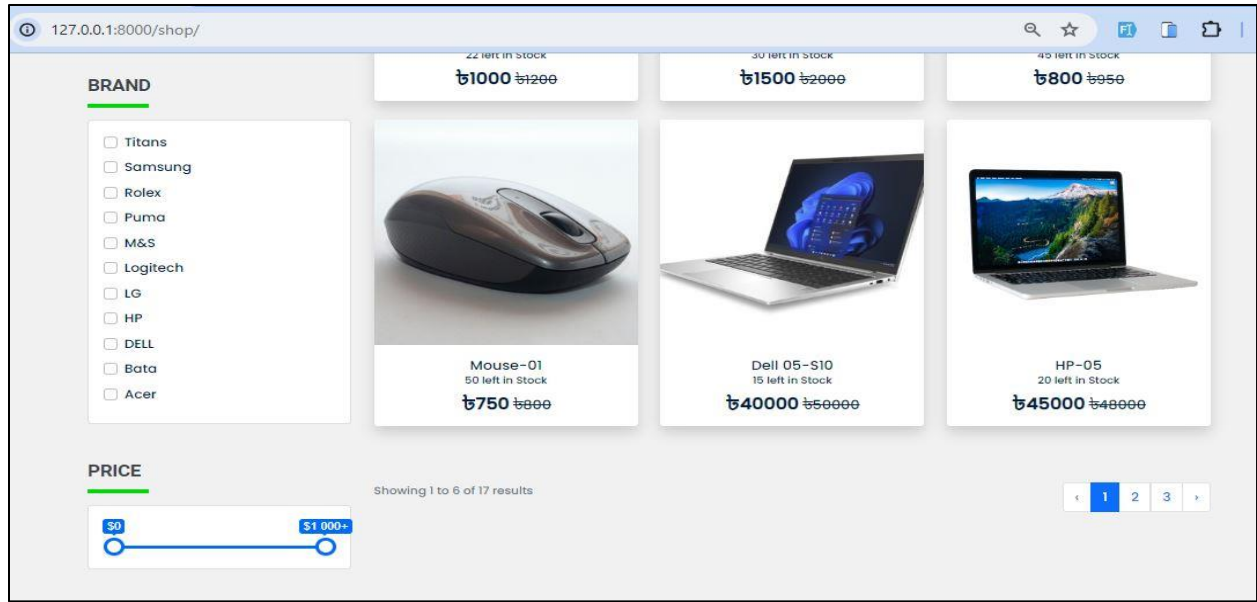 127.0.0.1:8000/shop/
22 left in Stock
30 left in Stock
45 left in Stock
৳1000 ৳1200
৳1500 ৳2000
৳800 ৳950
BRAND
Titans
Samsung
Rolex
Puma
M&S
Logitech
LG
HP
DELL
Bata
Acer
Mouse-01
50 left in Stock
৳750 ৳800
Dell 05-S10
15 left in Stock
৳40000 ৳50000
HP-05
20 left in Stock
৳45000 ৳48000
PRICE
$0
$1 000+
Showing 1 to 6 of 17 results
‹ 1 2 3 ›